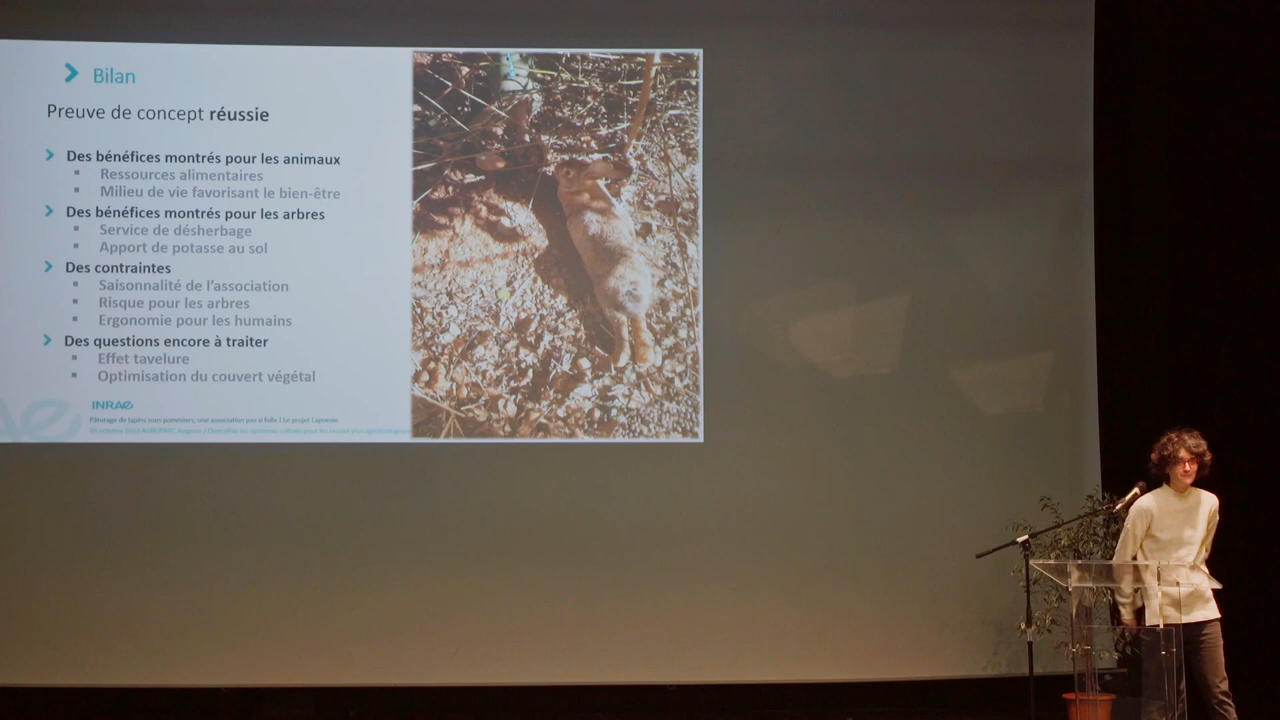 Bilan
Preuve de concept réussie
Des bénéfices montrés pour les animaux
Ressources alimentaires
Milieu de vie favorisant le bien-être
Des bénéfices montrés pour les arbres
Service de désherbage
Apport de potasse au sol
Des contraintes
Saisonnalité de l'association
Risque pour les arbres
Ergonomie pour les humains
Des questions encore à traiter
Effet tavelure
Optimisation du couvert végétal
INRAE
Pâturage de lapins sous pommiers, une association pas si folle ! Le projet Lapoesie